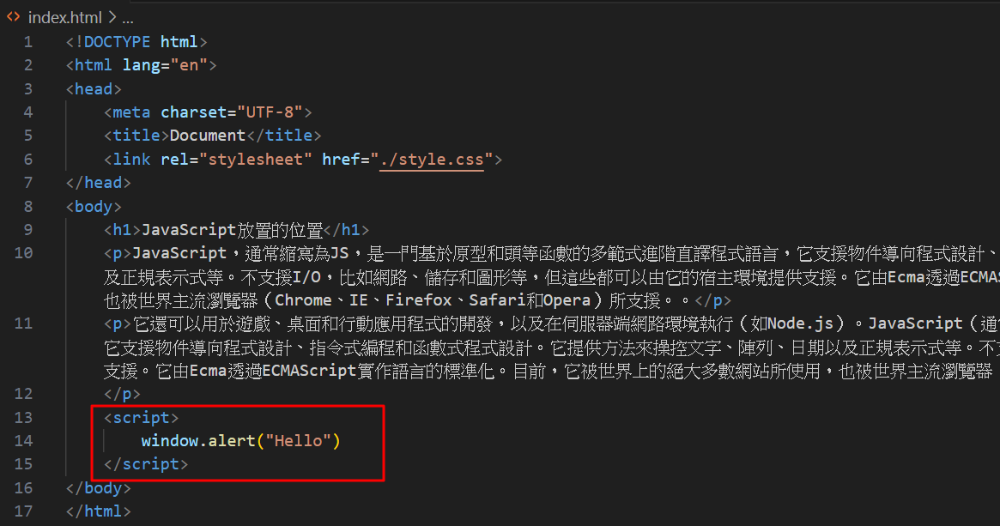 index.html > ...
1 <!DOCTYPE html>
2 <html lang="en">
3 <head>
4 <meta charset="UTF-8">
5 <title>Document</title>
6 <link rel="stylesheet" href="./style.css">
7 </head>
8 <body>
9 <h1>JavaScript放置的位置</h1>
10 <p>JavaScript，通常縮寫為JS，是一門基於原型和頭等函數的多範式進階直譯程式語言，它支援物件導向程式設計、
及正規表示式等。不支援I/O，比如網路、儲存和圖形等，但這些都可以由它的宿主環境提供支援。它由Ecma透過ECMAS
也被世界主流瀏覽器（Chrome、IE、Firefox、Safari和Opera）所支援。。</p>
11 <p>它還可以用於遊戲、桌面和行動應用程式的開發，以及在伺服器端網路環境執行（如Node.js）。JavaScript（通
它支援物件導向程式設計、指令式編程和函數式程式設計。它提供方法來操控文字、陣列、日期以及正規表示式等。不支
支援。它由Ecma透過ECMAScript實作語言的標準化。目前，它被世界上的絕大多數網站所使用，也被世界主流瀏覽器
12 </p>
13 <script>
14 window.alert("Hello")
15 </script>
16 </body>
17 </html>